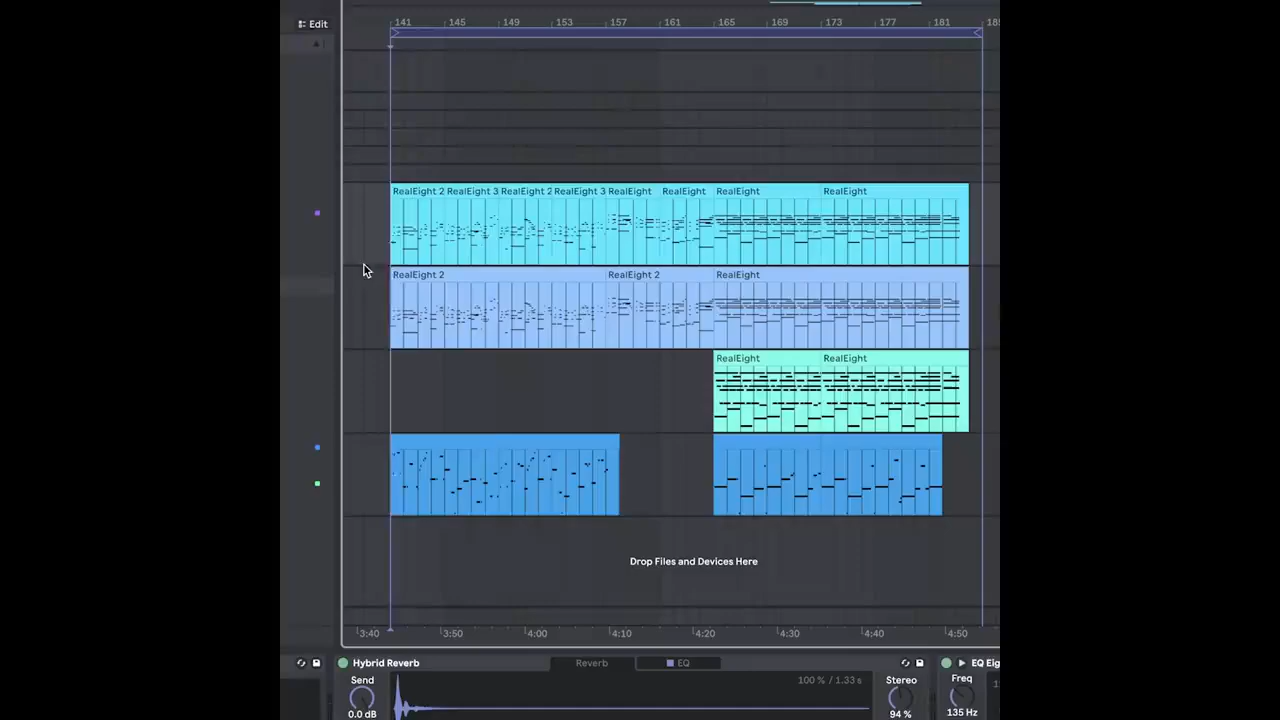 Edit
141 145 149 153 157 161 165 169 173 177 181
RealEight 2 RealEight 3 RealEight 2 RealEight 3 RealEight RealEight RealEight RealEight
RealEight 2 RealEight 2 RealEight
RealEight RealEight
Drop Files and Devices Here
3:40 3:50 4:00 4:10 4:20 4:30 4:40 4:50
Hybrid Reverb Reverb EQ EQ Eig
Send 100 % / 1.33 s Stereo Freq
0.0 dB 94 % 135 Hz